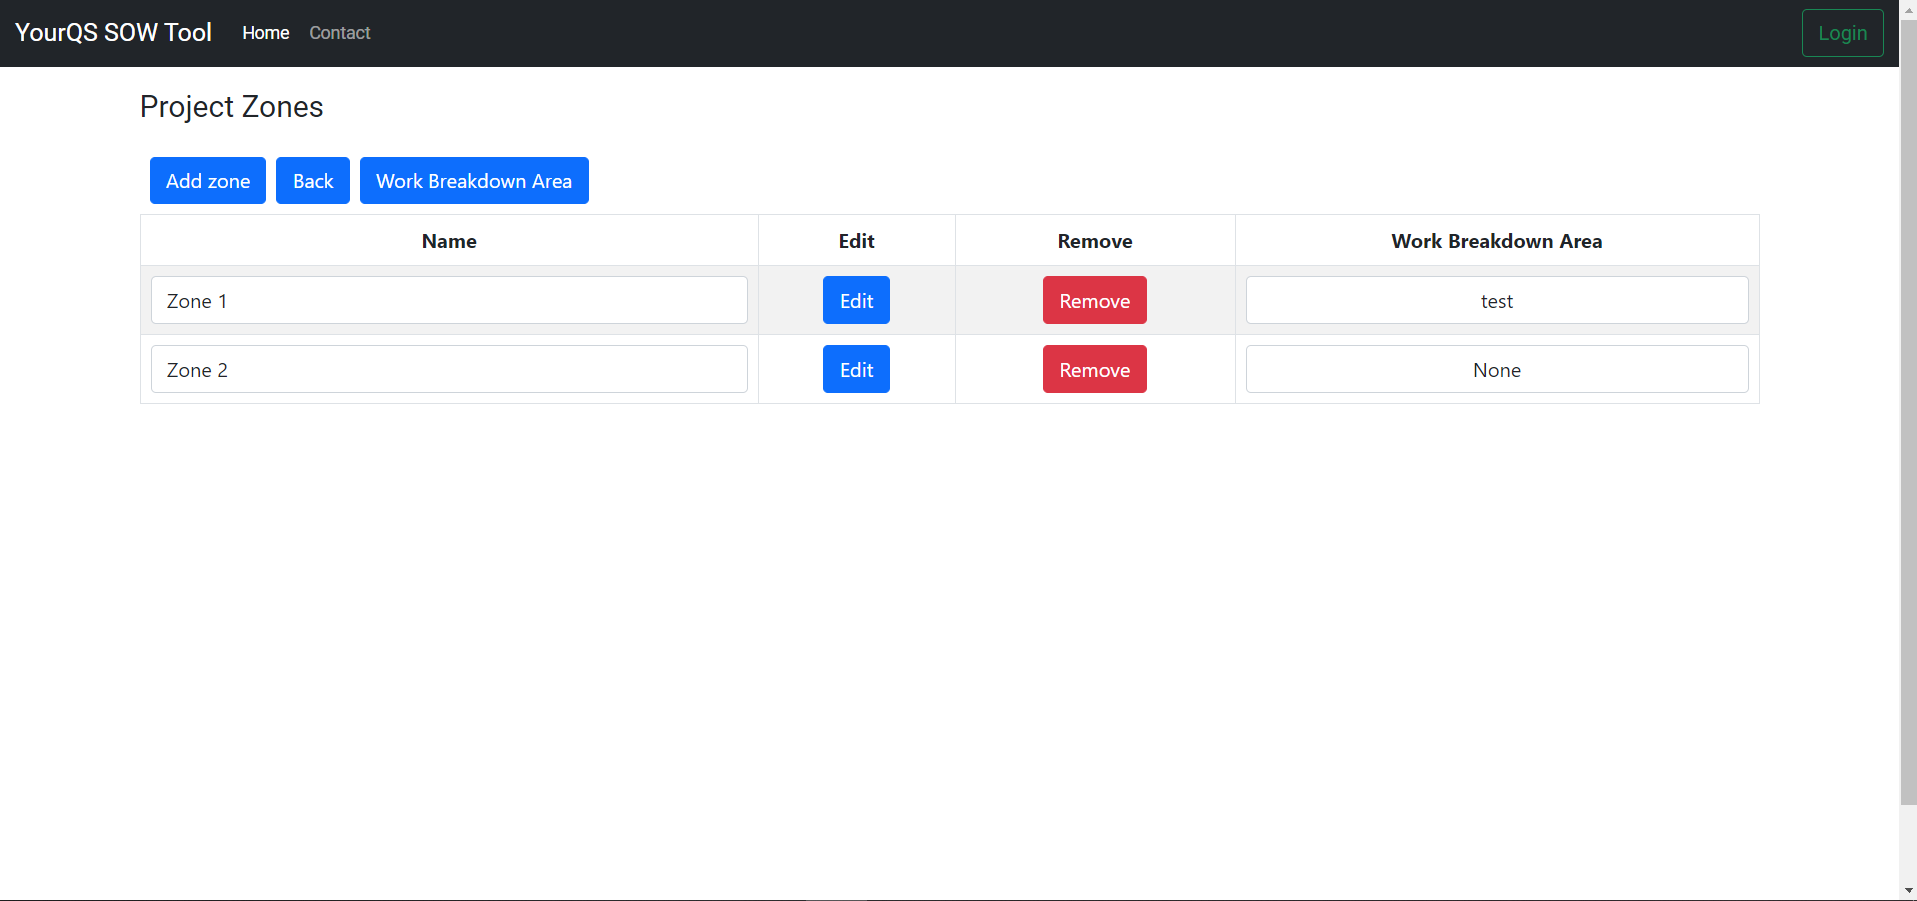 YourQS SOW Tool Home Contact Login
Project Zones
Add zone Back Work Breakdown Area
Name Edit Remove Work Breakdown Area
Zone 1 Edit Remove test
Zone 2 Edit Remove None